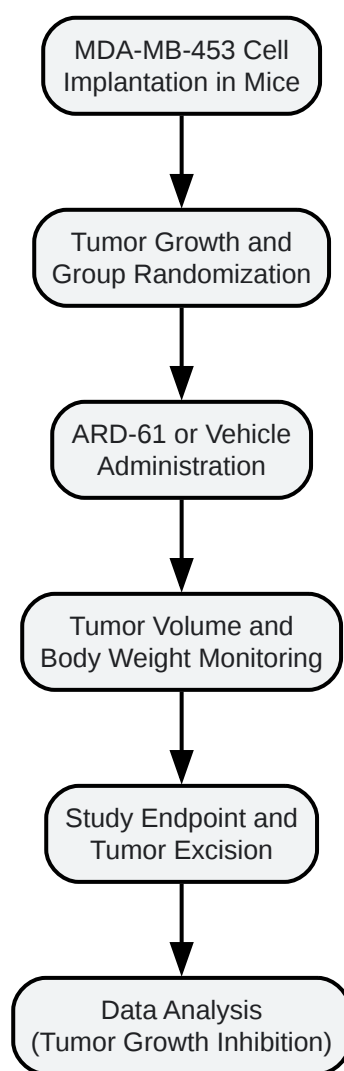 MDA-MB-453 Cell
Implantation in Mice
Tumor Growth and
Group Randomization
ARD-61 or Vehicle
Administration
Tumor Volume and
Body Weight Monitoring
Study Endpoint and
Tumor Excision
Data Analysis
(Tumor Growth Inhibition)